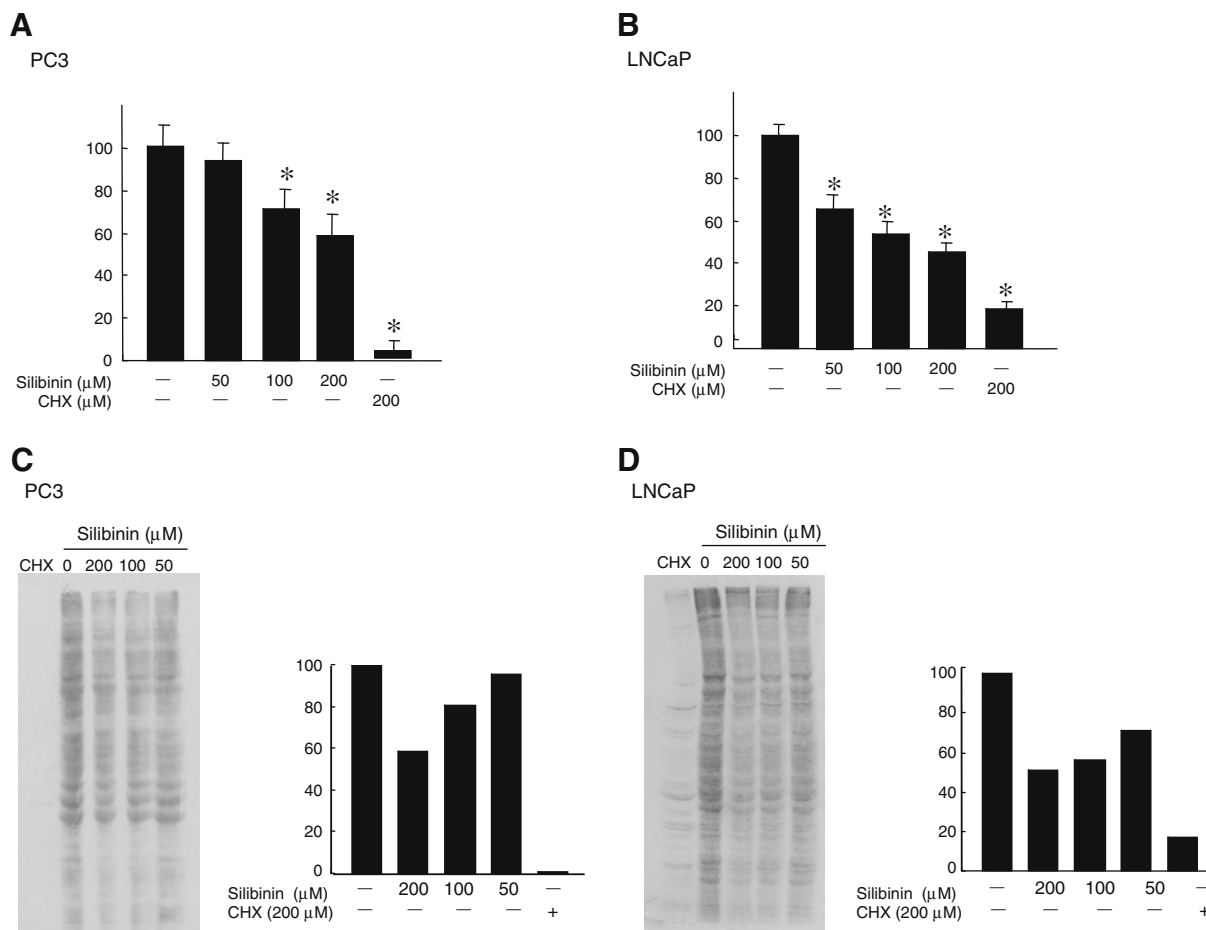 A
PC3
100
80
60
40
20
0
* * *
Silibinin (µM) — 50 100 200 —
CHX (µM) — — — — 200
B
LNCaP
100
80
60
40
20
0
* * * *
Silibinin (µM) — 50 100 200 —
CHX (µM) — — — — 200
C
PC3
Silibinin (µM)
CHX 0 200 100 50
100
80
60
40
20
0
Silibinin (µM) — 200 100 50 —
CHX (200 µM) — — — — +
D
LNCaP
Silibinin (µM)
CHX 0 200 100 50
100
80
60
40
20
0
Silibinin (µM) — 200 100 50 —
CHX (200 µM) — — — — +